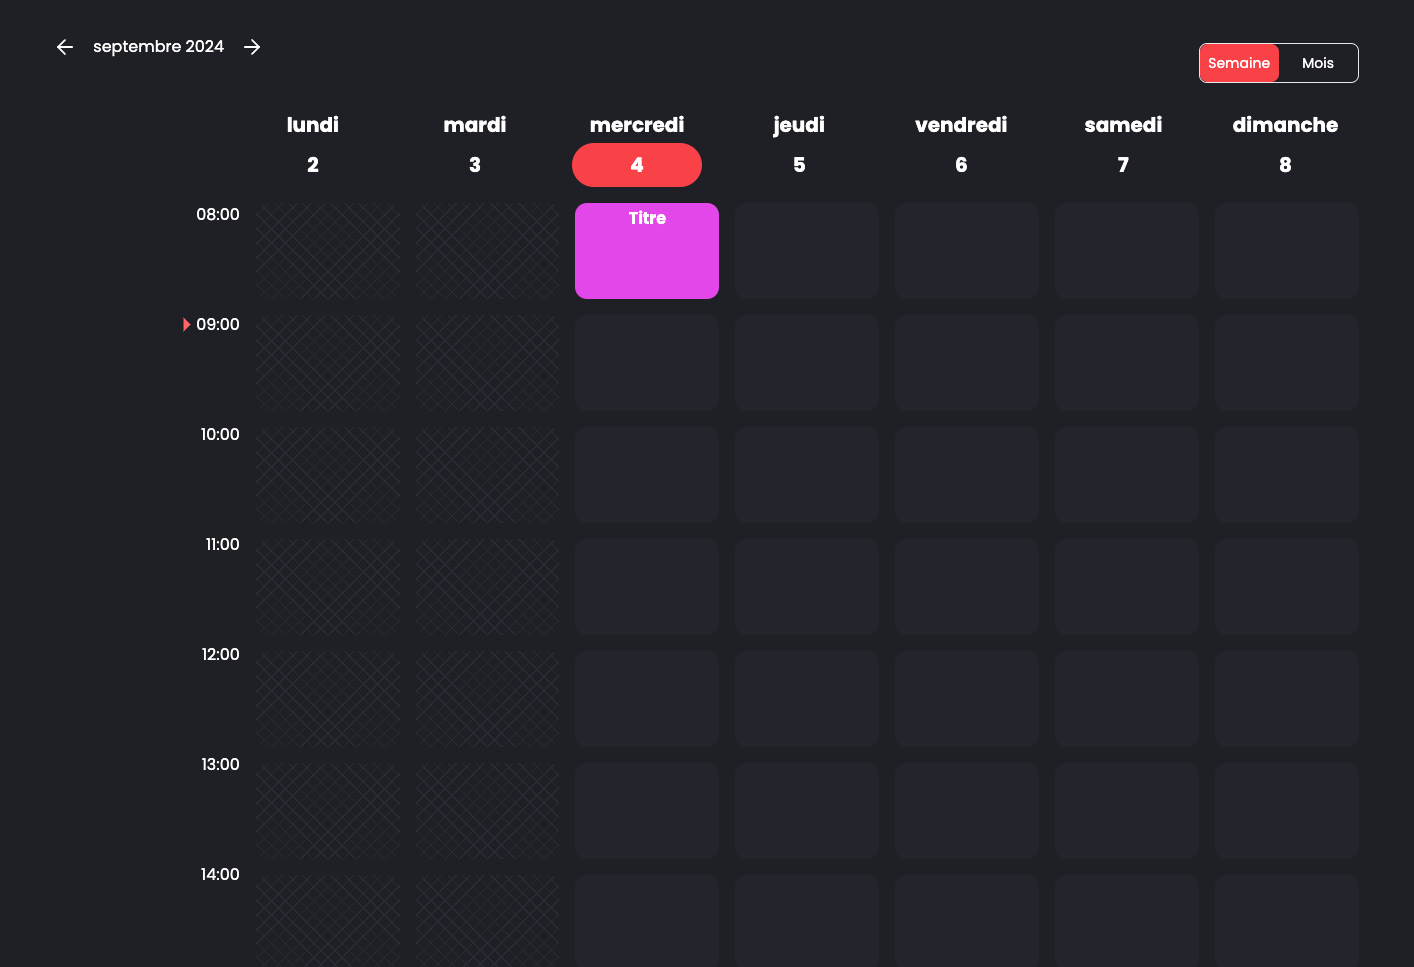 septembre 2024
Semaine Mois
lundi mardi mercredi jeudi vendredi samedi dimanche
2 3 4 5 6 7 8
08:00 Titre
09:00
10:00
11:00
12:00
13:00
14:00